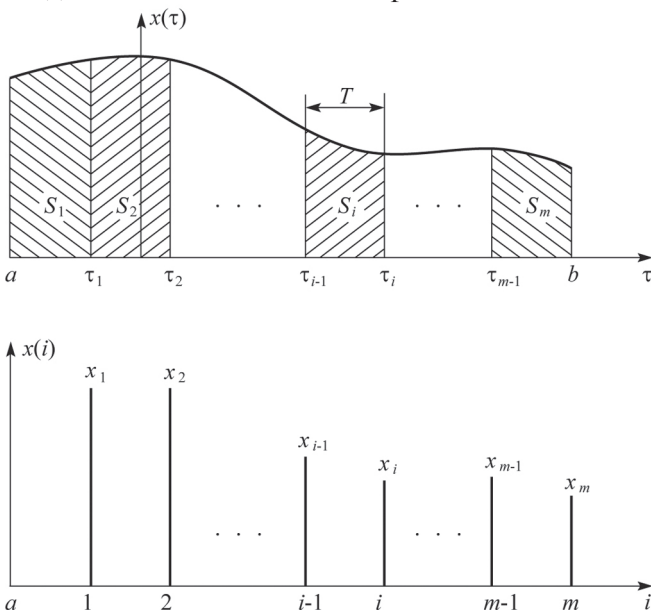 x(τ)
T
S₁ S₂ . . . Sᵢ . . . Sₘ
a τ₁ τ₂ τᵢ₋₁ τᵢ τₘ₋₁ b τ
x(i)
x₁ x₂
xᵢ₋₁ xᵢ xₘ₋₁ xₘ
. . . . . .
a 1 2 i-1 i m-1 m i